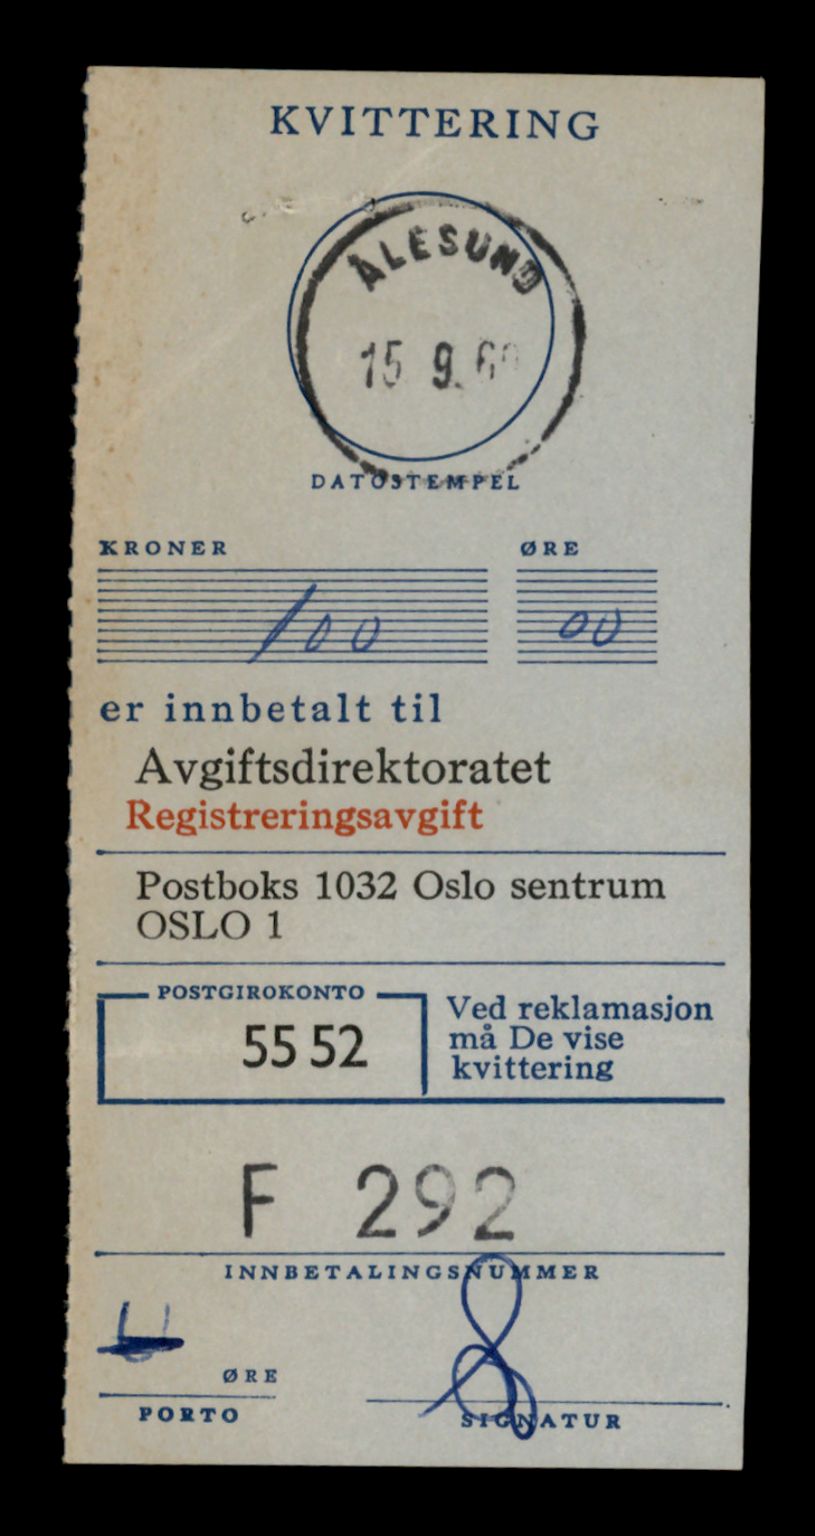 KVITTERING
ÅLESUND
15 9.
DATOSTEMPEL
KRONER ØRE
100 00
er innbetalt til
Avgiftsdirektoratet
Registreringsavgift
Postboks 1032 Oslo sentrum
OSLO 1
POSTGIROKONTO
55 52
Ved reklamasjon
må De vise
kvittering
F 292
INNBETALINGSNUMMER
ØRE
PORTO
SIGNATUR